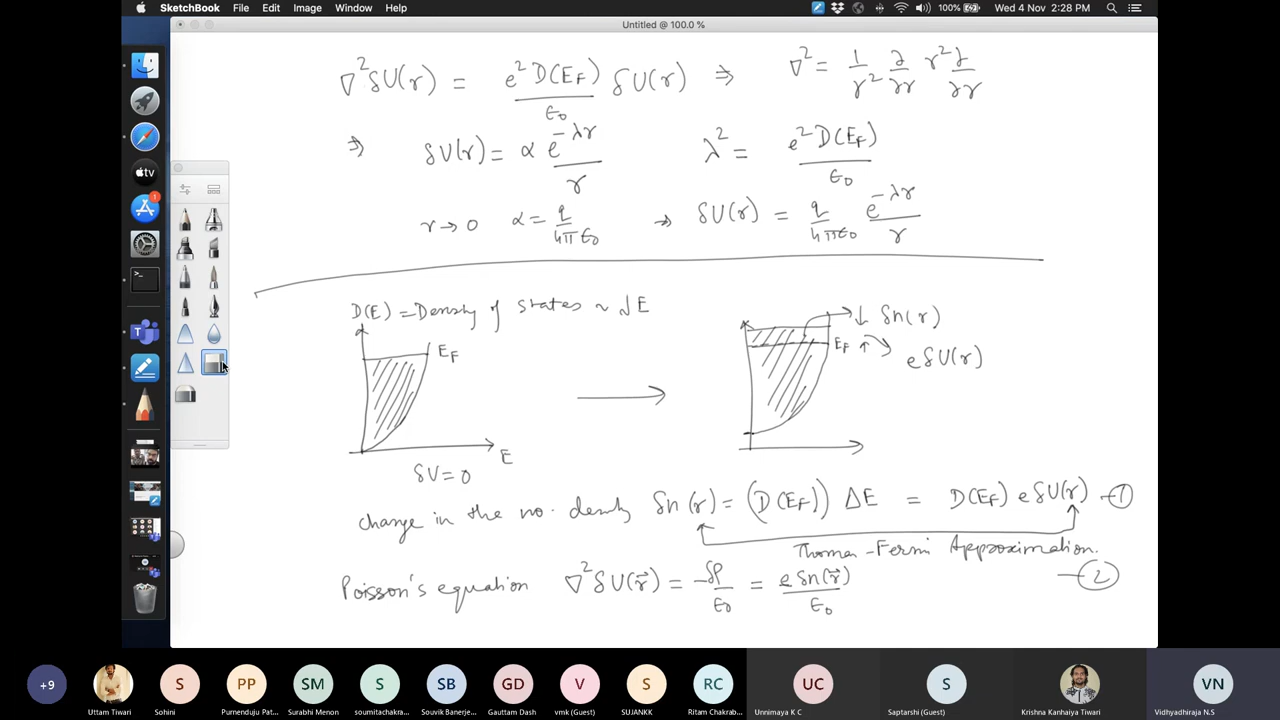 SketchBook File Edit Image Window Help 100% Wed 4 Nov 2:28 PM
Untitled @ 100.0 %
∇²δU(r) = e²D(E_F)/ε₀ δU(r) ⇒ ∇² = 1/r² ∂/∂r r² ∂/∂r
⇒ δU(r) = α e^{-λr}/r λ² = e²D(E_F)/ε₀
r → 0 α = q/4πε₀ ⇒ δU(r) = q/4πε₀ e^{-λr}/r
D(E) = Density of states ~ √E
E_F
E
δU = 0
↓ δn(r)
E_F ↑
eδU(r)
change in the no. density δn(r) = (D(E_F)) ΔE = D(E_F) eδU(r) —①
Thomas-Fermi Approximation.
Poisson's equation ∇²δU(r⃗) = -δρ/ε₀ = eδn(r⃗)/ε₀ —②
tv
1
+9 S PP SM S SB GD V S RC UC S VN
Uttam Tiwari Sohini Purnendu Pat... Surabhi Menon soumitachakra... Souvik Banerje... Gauttam Dash vmk (Guest) SUJANKK Ritam Chakrab... Unnimaya K C Saptarshi (Guest) Krishna Kanhaiya Tiwari Vidhyadhiraja N.S